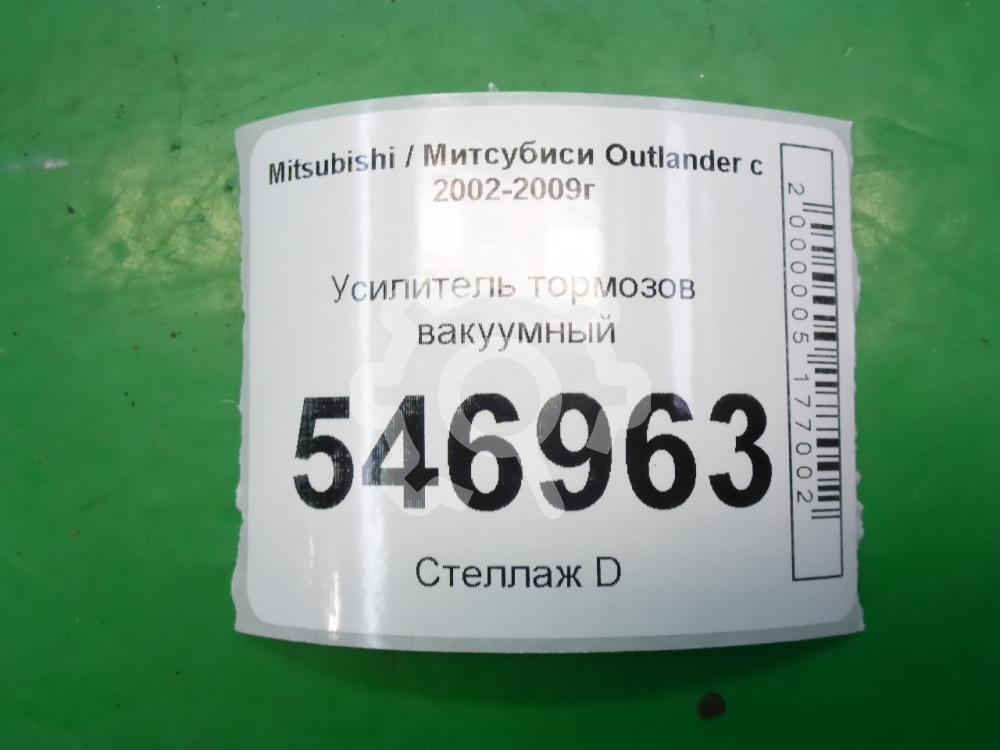 Mitsubishi / Митсубиси Outlander с
2002-2009г
Усилитель тормозов
вакуумный
546963
Стеллаж D
2000005177002